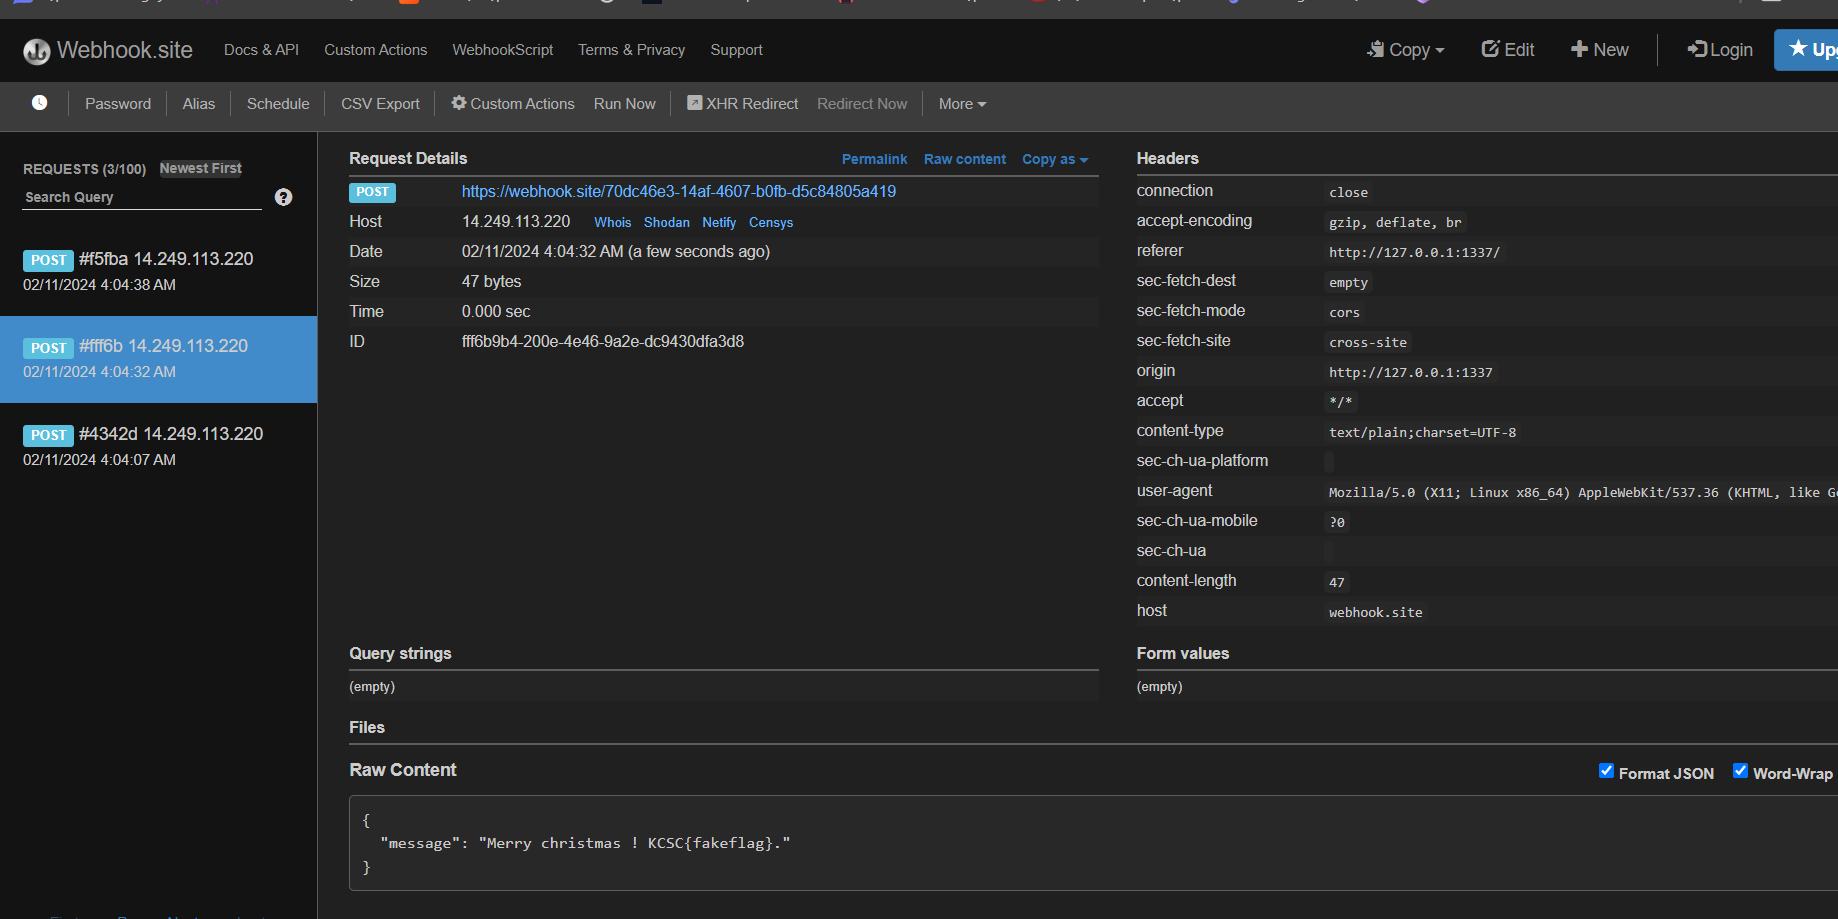 Webhook.site Docs & API Custom Actions WebhookScript Terms & Privacy Support Copy Edit New Login
Password Alias Schedule CSV Export Custom Actions Run Now XHR Redirect Redirect Now More
REQUESTS (3/100) Newest First
Search Query
POST #f5fba 14.249.113.220
02/11/2024 4:04:38 AM
POST #fff6b 14.249.113.220
02/11/2024 4:04:32 AM
POST #4342d 14.249.113.220
02/11/2024 4:04:07 AM
Request Details Permalink Raw content Copy as
POST https://webhook.site/70dc46e3-14af-4607-b0fb-d5c84805a419
Host 14.249.113.220 Whois Shodan Netify Censys
Date 02/11/2024 4:04:32 AM (a few seconds ago)
Size 47 bytes
Time 0.000 sec
ID fff6b9b4-200e-4e46-9a2e-dc9430dfa3d8
Headers
connection close
accept-encoding gzip, deflate, br
referer http://127.0.0.1:1337/
sec-fetch-dest empty
sec-fetch-mode cors
sec-fetch-site cross-site
origin http://127.0.0.1:1337
accept */*
content-type text/plain;charset=UTF-8
sec-ch-ua-platform
user-agent Mozilla/5.0 (X11; Linux x86_64) AppleWebKit/537.36 (KHTML, like
sec-ch-ua-mobile ?0
sec-ch-ua
content-length 47
host webhook.site
Query strings
(empty)
Form values
(empty)
Files
Raw Content Format JSON Word-Wrap
{
"message": "Merry christmas ! KCSC{fakeflag}."
}